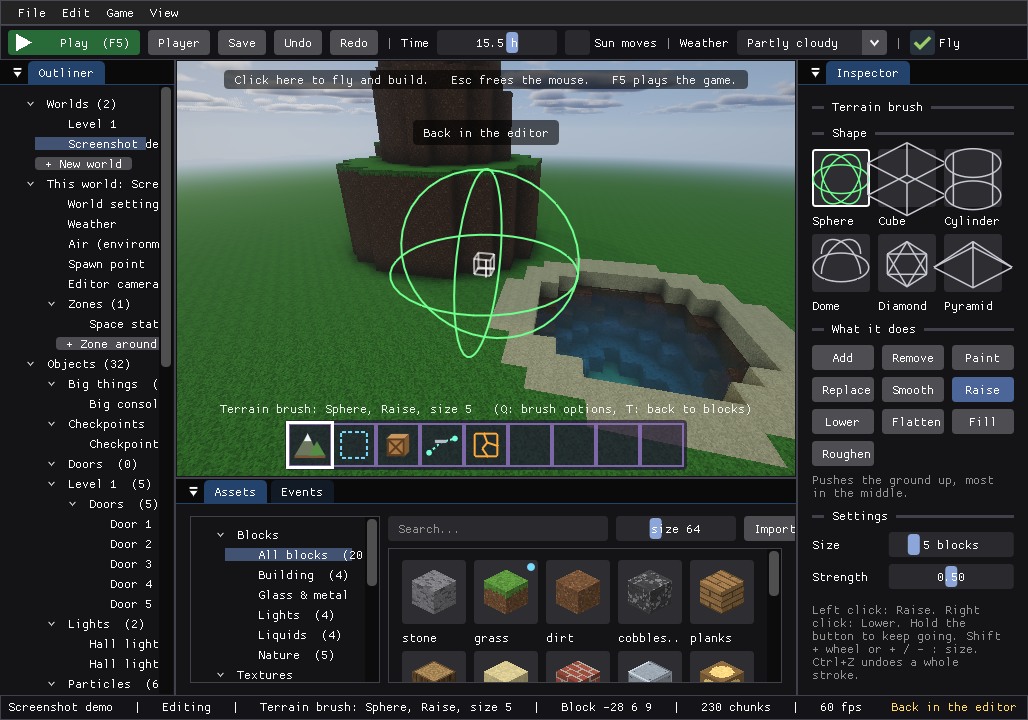 File Edit Game View
Play (F5) Player Save Undo Redo | Time 15.5 h Sun moves | Weather Partly cloudy | Fly
Outliner
Worlds (2)
Level 1
Screenshot de
+ New world
This world: Scre
World setting
Weather
Air (environm
Spawn point
Editor camera
Zones (1)
Space stat
+ Zone around
Objects (32)
Big things (
Big consol
Checkpoints
Checkpoint
Doors (0)
Level 1 (5)
Doors (5)
Door 1
Door 2
Door 3
Door 4
Door 5
Lights (2)
Hall light
Hall light
Particles (6
Click here to fly and build. Esc frees the mouse. F5 plays the game.
Back in the editor
Terrain brush: Sphere, Raise, size 5 (Q: brush options, T: back to blocks)
Assets Events
Blocks
All blocks (20
Building (4)
Glass & metal
Lights (4)
Liquids (4)
Nature (5)
Textures
Search... size 64 Import
stone grass dirt cobbles.. planks
Inspector
Terrain brush
Shape
Sphere Cube Cylinder
Dome Diamond Pyramid
What it does
Add Remove Paint
Replace Smooth Raise
Lower Flatten Fill
Roughen
Pushes the ground up, most
in the middle.
Settings
Size 5 blocks
Strength 0.50
Left click: Raise. Right
click: Lower. Hold the
button to keep going. Shift
+ wheel or + / - : size.
Ctrl+Z undoes a whole
stroke.
Screenshot demo | Editing | Terrain brush: Sphere, Raise, size 5 | Block -28 6 9 | 230 chunks | 60 fps Back in the editor